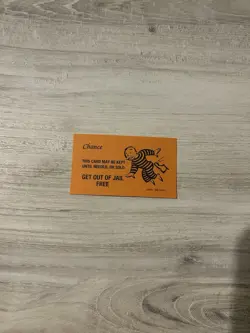 Chance
THIS CARD MAY BE KEPT
UNTIL NEEDED OR SOLD
GET OUT OF JAIL
FREE